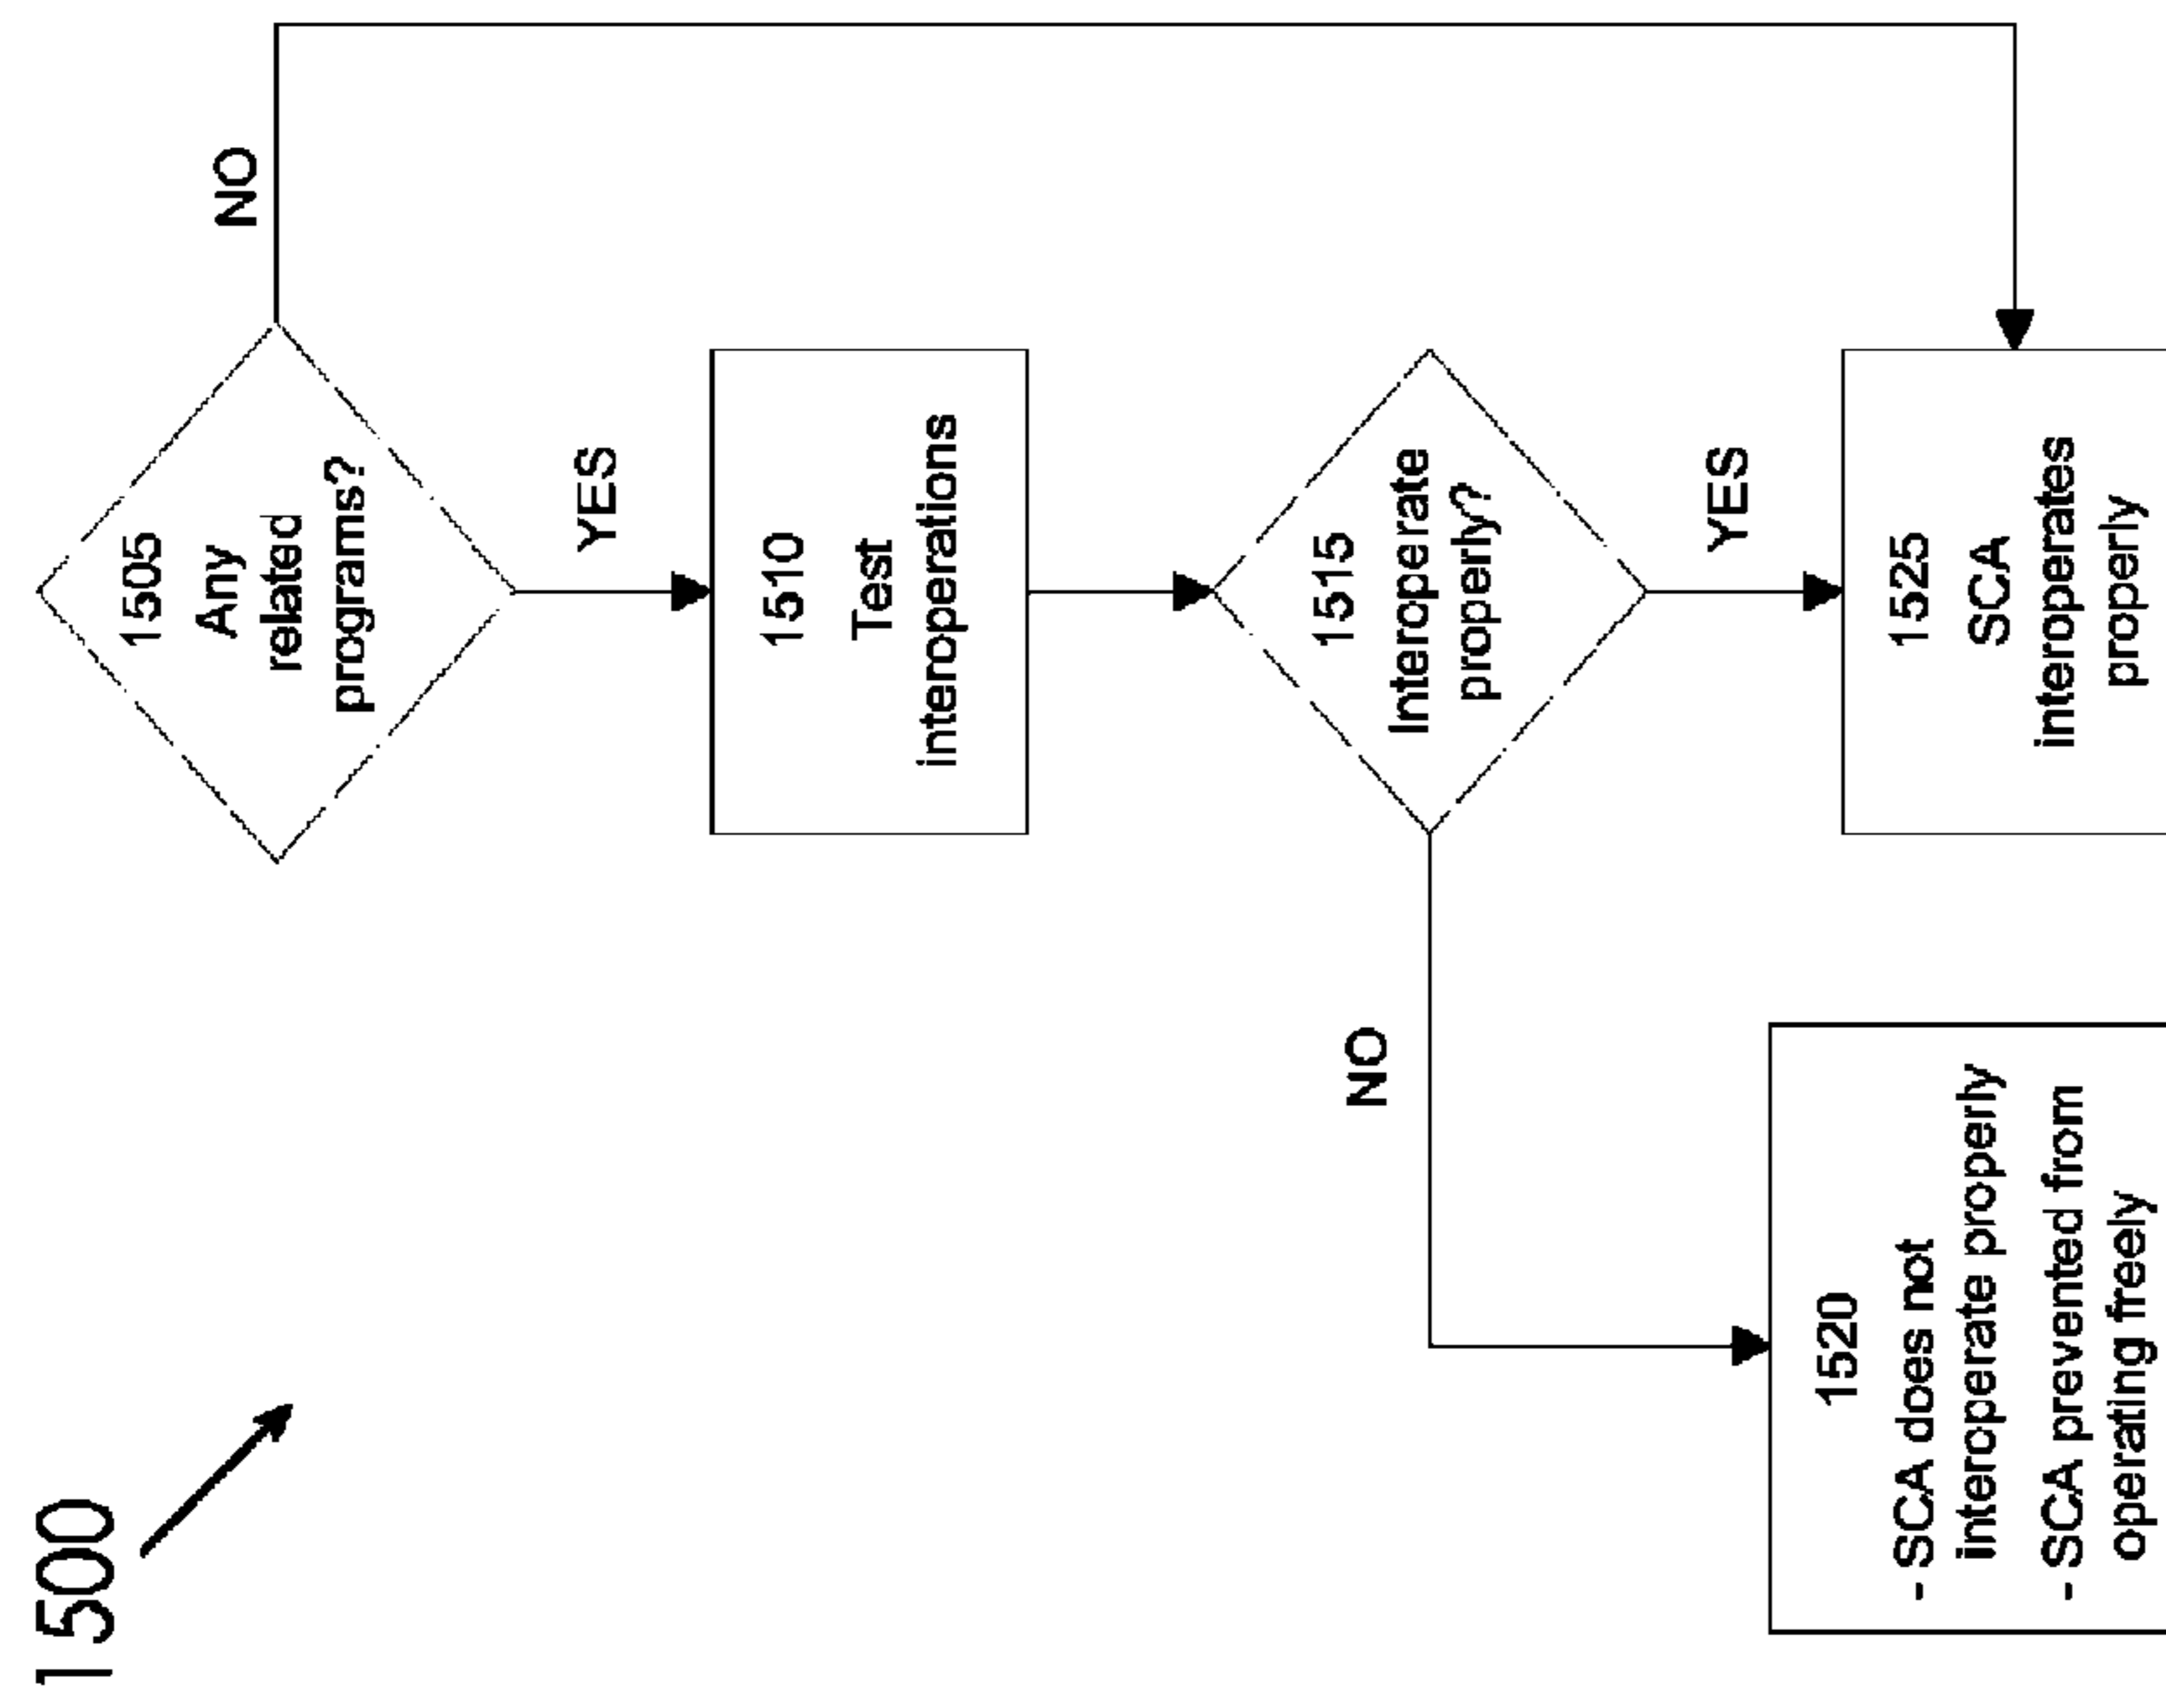 1500
1505
Any
related
programs?
NO
YES
1510
Test
interoperations
1515
Interoperate
properly?
NO
YES
1520
- SCA does not
interoperate properly
- SCA prevented from
operating freely
1525
SCA
interoperates
properly